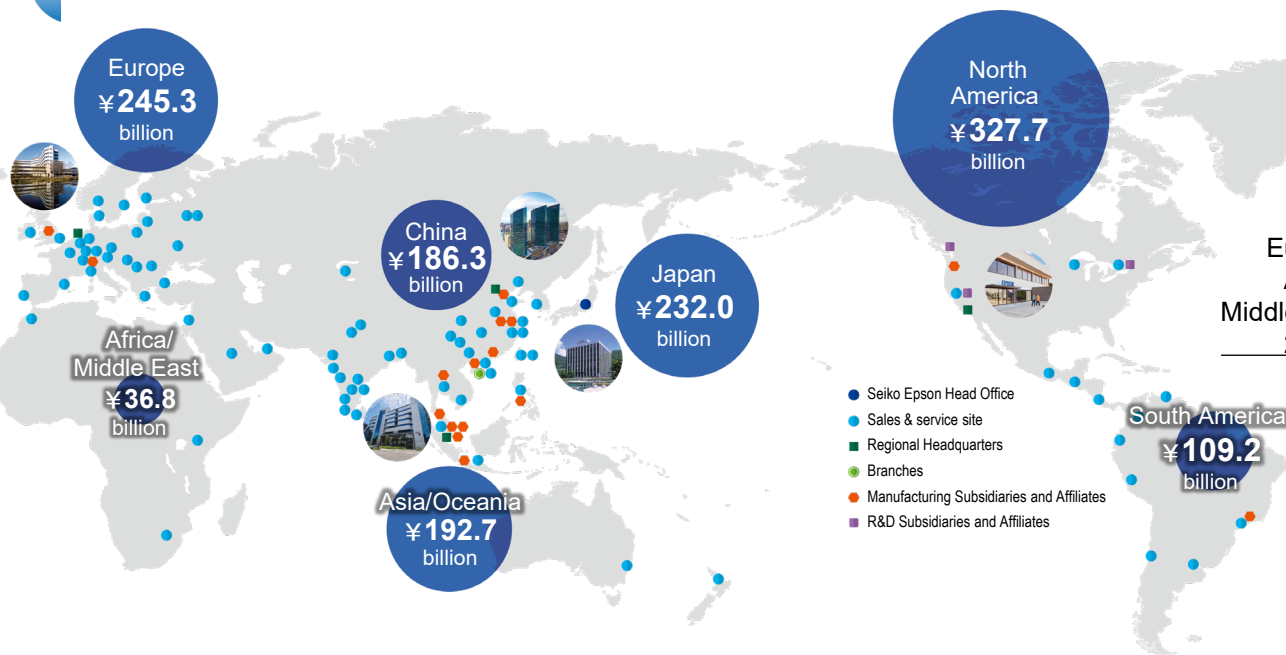 Europe
¥245.3
billion
North
America
¥327.7
billion
China
¥186.3
billion
Japan
¥232.0
billion
Africa/
Middle East
¥36.8
billion
Asia/Oceania
¥192.7
billion
Seiko Epson Head Office
Sales & service site
Regional Headquarters
Branches
Manufacturing Subsidiaries and Affiliates
R&D Subsidiaries and Affiliates
South America
¥109.2
billion
EPSON